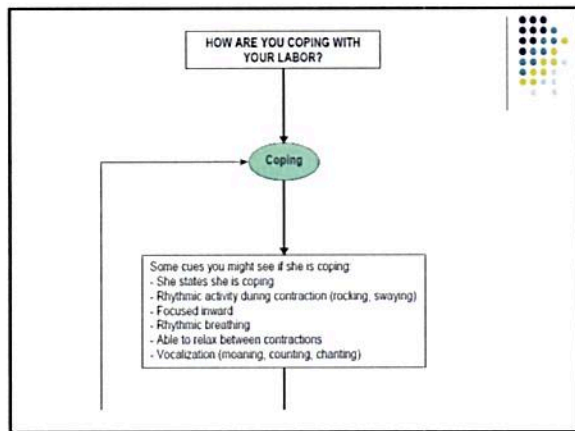 HOW ARE YOU COPING WITH
YOUR LABOR?
Coping
Some cues you might see if she is coping:
- She states she is coping
- Rhythmic activity during contraction (rocking, swaying)
- Focused inward
- Rhythmic breathing
- Able to relax between contractions
- Vocalization (moaning, counting, chanting)